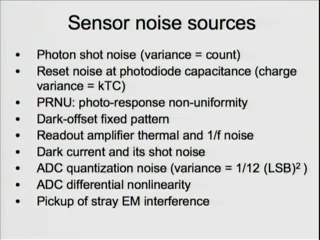 Sensor noise sources
• Photon shot noise (variance = count)
• Reset noise at photodiode capacitance (charge
variance = kTC)
• PRNU: photo-response non-uniformity
• Dark-offset fixed pattern
• Readout amplifier thermal and 1/f noise
• Dark current and its shot noise
• ADC quantization noise (variance = 1/12 (LSB)² )
• ADC differential nonlinearity
• Pickup of stray EM interference